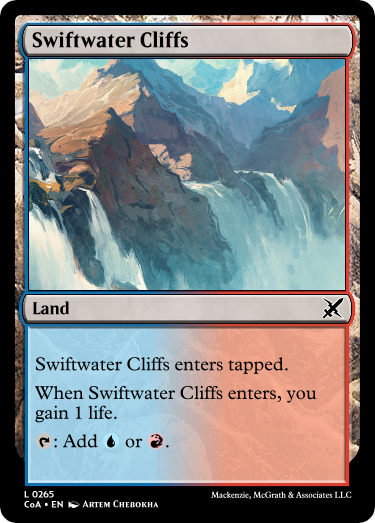 Swiftwater Cliffs
Land
Swiftwater Cliffs enters tapped.
When Swiftwater Cliffs enters, you
gain 1 life.
: Add or .
L 0265
Mackenzie, McGrath & Associates LLC
CoA • EN Artem Chebokha